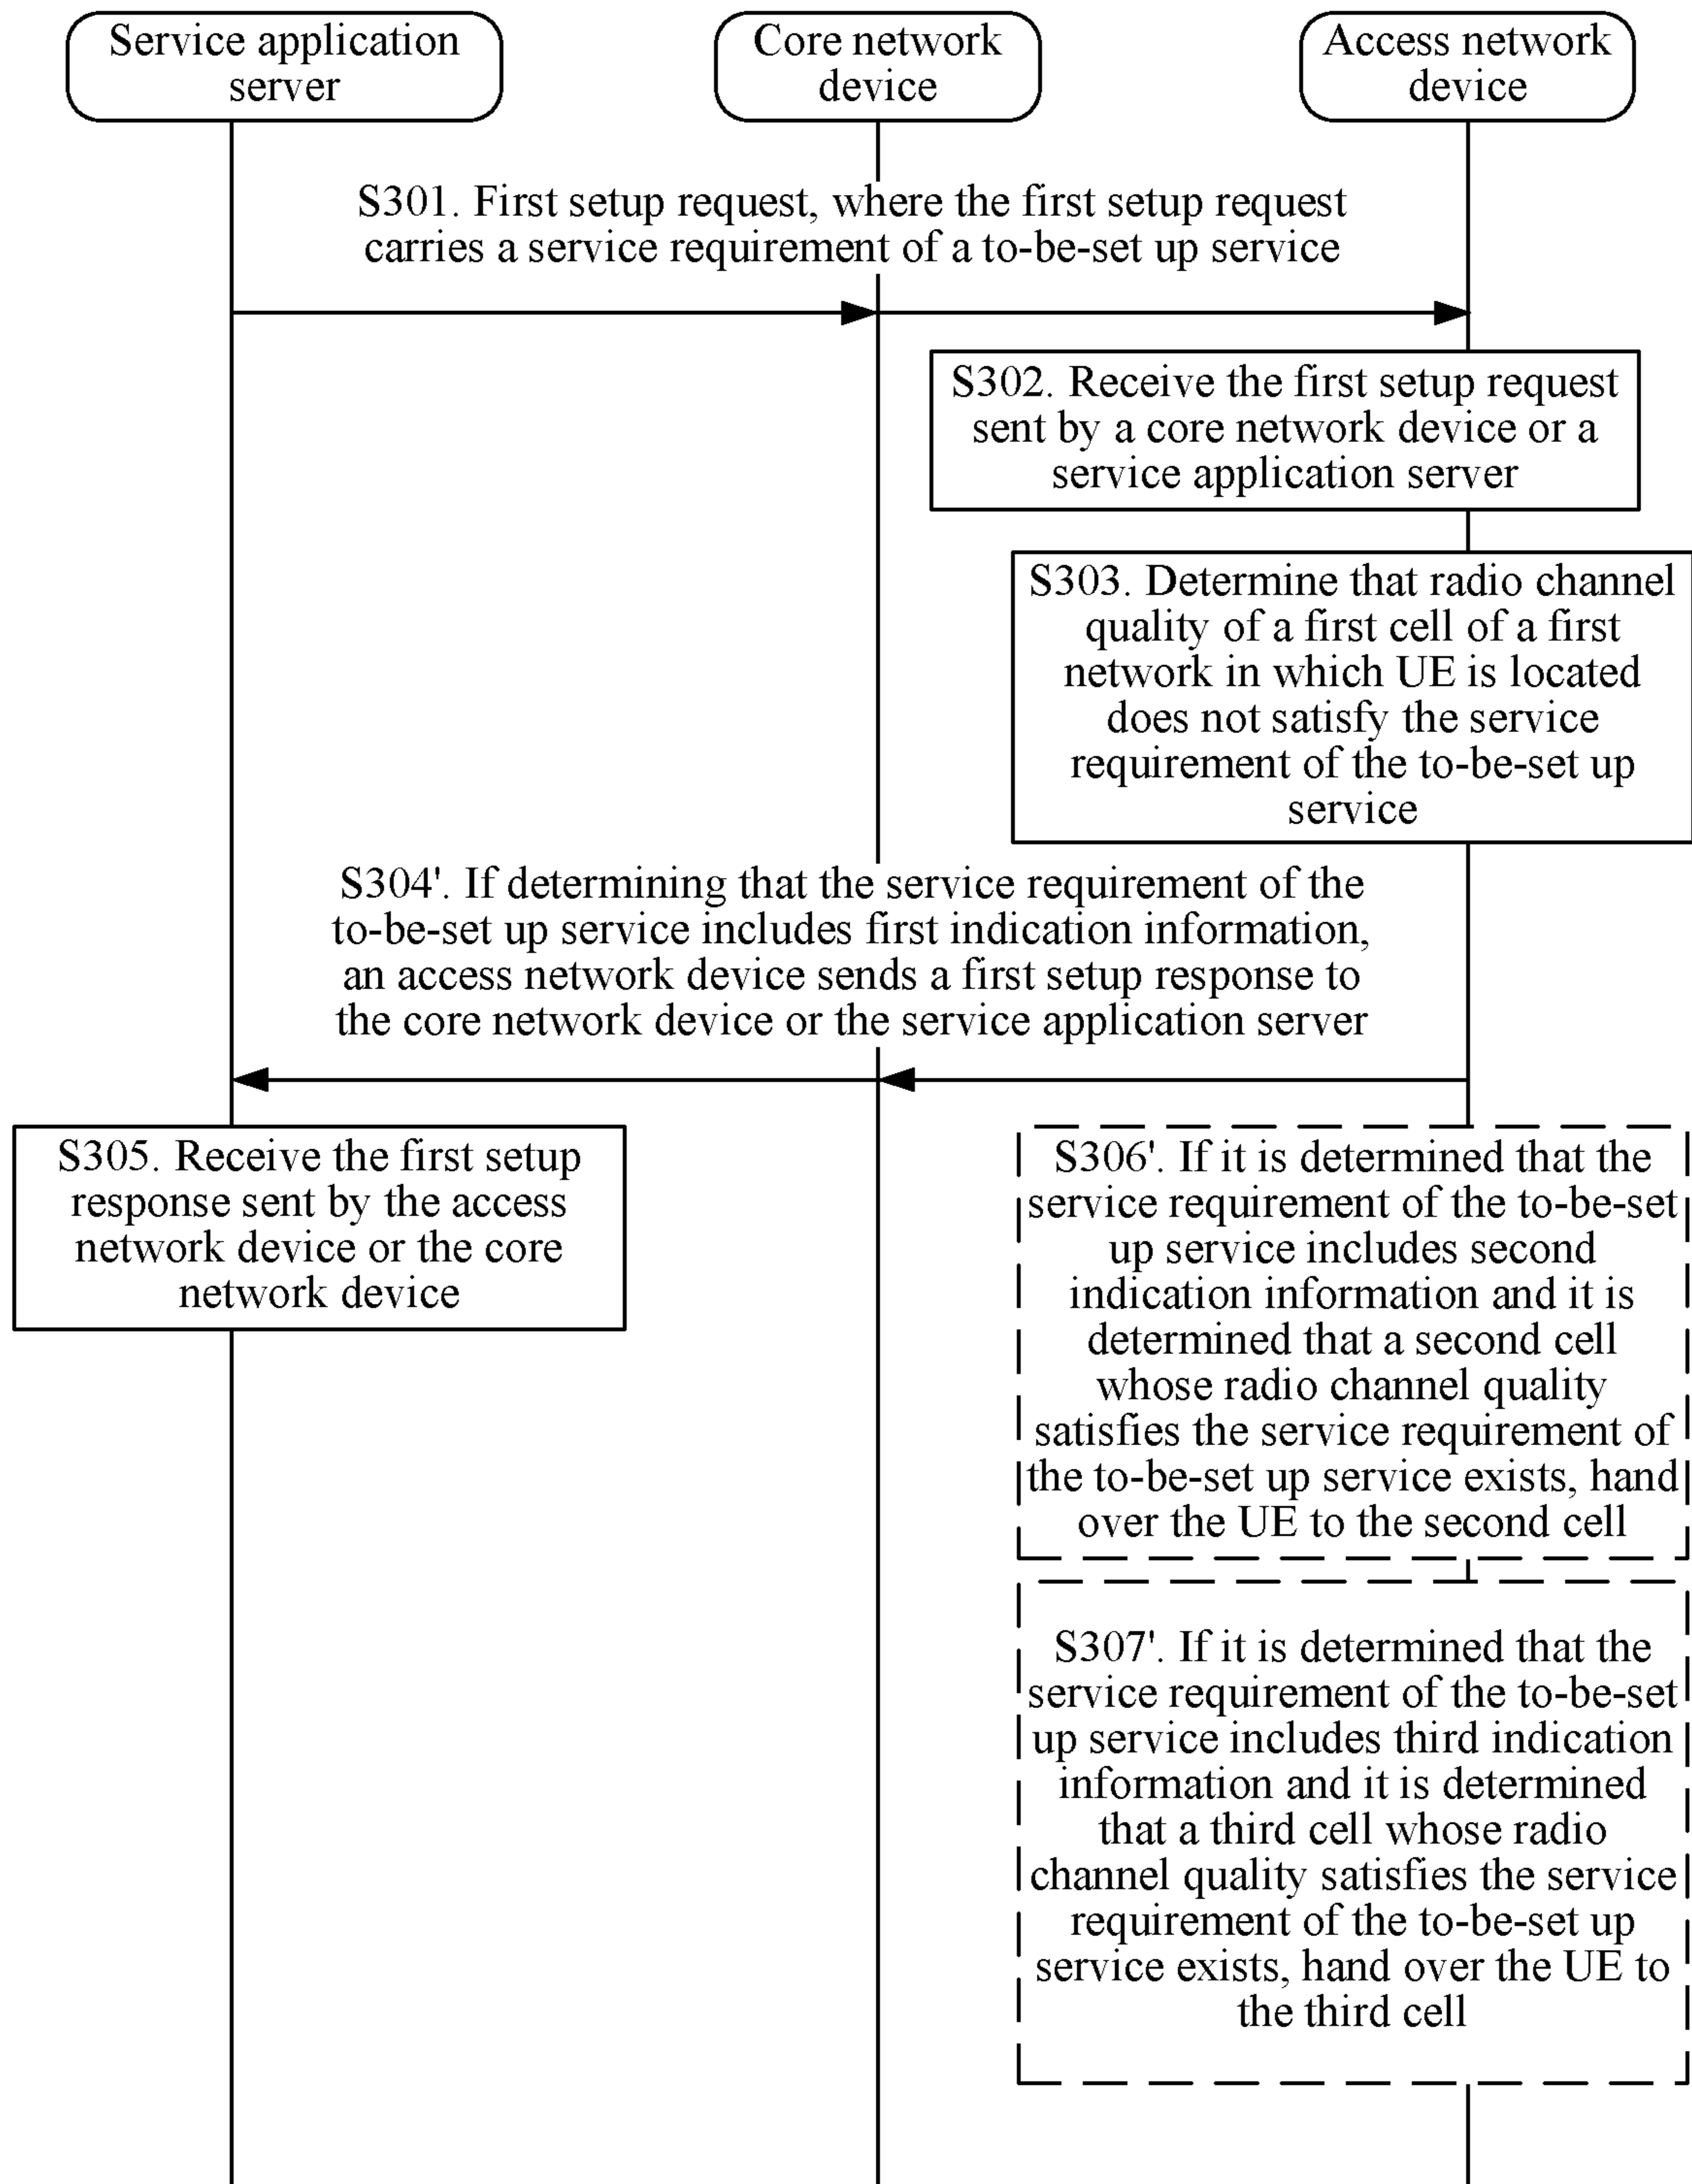 Service application
server
Core network
device
Access network
device
S301. First setup request, where the first setup request
carries a service requirement of a to-be-set up service
S302. Receive the first setup request
sent by a core network device or a
service application server
S303. Determine that radio channel
quality of a first cell of a first
network in which UE is located
does not satisfy the service
requirement of the to-be-set up
service
S304'. If determining that the service requirement of the
to-be-set up service includes first indication information,
an access network device sends a first setup response to
the core network device or the service application server
S305. Receive the first setup
response sent by the access
network device or the core
network device
S306'. If it is determined that the
service requirement of the to-be-set
up service includes second
indication information and it is
determined that a second cell
whose radio channel quality
satisfies the service requirement of
the to-be-set up service exists, hand
over the UE to the second cell
S307'. If it is determined that the
service requirement of the to-be-set
up service includes third indication
information and it is determined
that a third cell whose radio
channel quality satisfies the service
requirement of the to-be-set up
service exists, hand over the UE to
the third cell